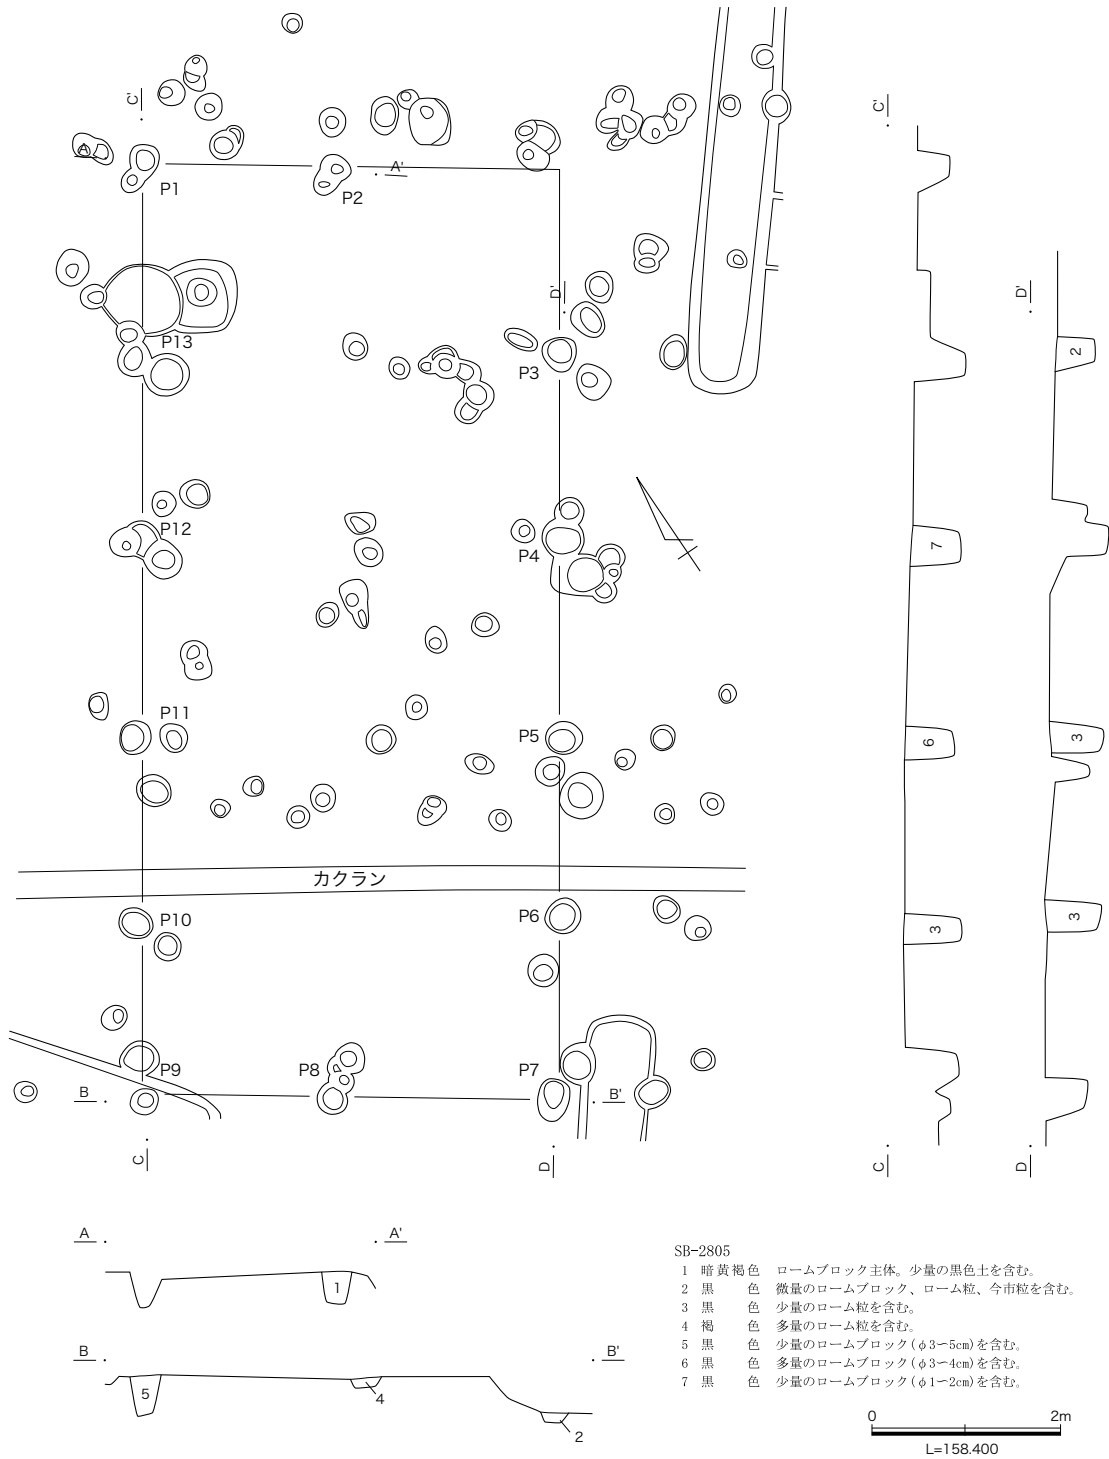 C'
C'
A
A'
P1
P2
D'
D'
P13
P3
2
P12
P4
7
P11
P5
6
3
カクラン
P10
P6
3
3
P9
P8
P7
B
B'
C
D
C
D
A
A'
1
B
B'
5
4
2
SB-2805
1 暗黄褐色 ロームブロック主体。少量の黒色土を含む。
2 黒 色 微量のロームブロック、ローム粒、今市粒を含む。
3 黒 色 少量のローム粒を含む。
4 褐 色 多量のローム粒を含む。
5 黒 色 少量のロームブロック(φ3〜5cm)を含む。
6 黒 色 多量のロームブロック(φ3〜4cm)を含む。
7 黒 色 少量のロームブロック(φ1〜2cm)を含む。
0 2m
L=158.400